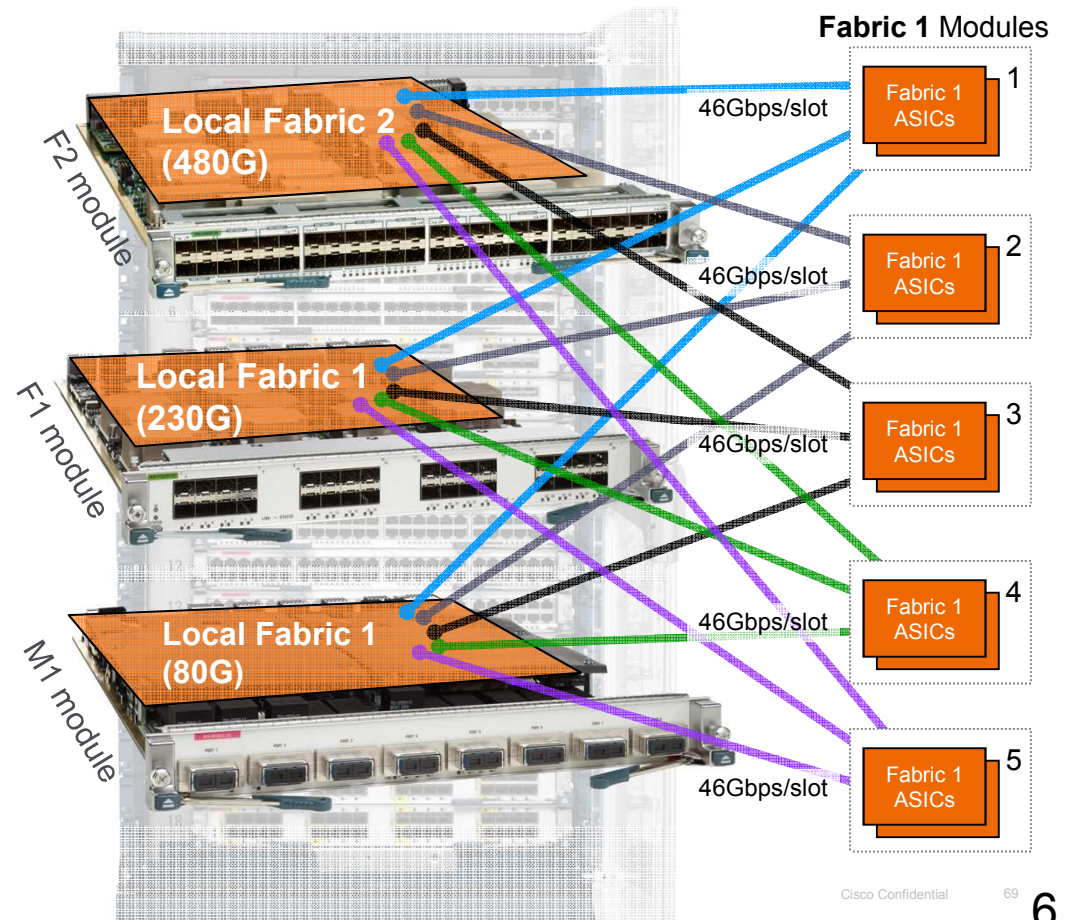 Fabric 1 Modules
Fabric 1
ASICs
1
46Gbps/slot
Local Fabric 2
(480G)
F2 module
Fabric 1
ASICs
2
46Gbps/slot
Local Fabric 1
(230G)
F1 module
Fabric 1
ASICs
3
46Gbps/slot
Fabric 1
ASICs
4
46Gbps/slot
Local Fabric 1
(80G)
M1 module
Fabric 1
ASICs
5
46Gbps/slot
Cisco Confidential
69
6